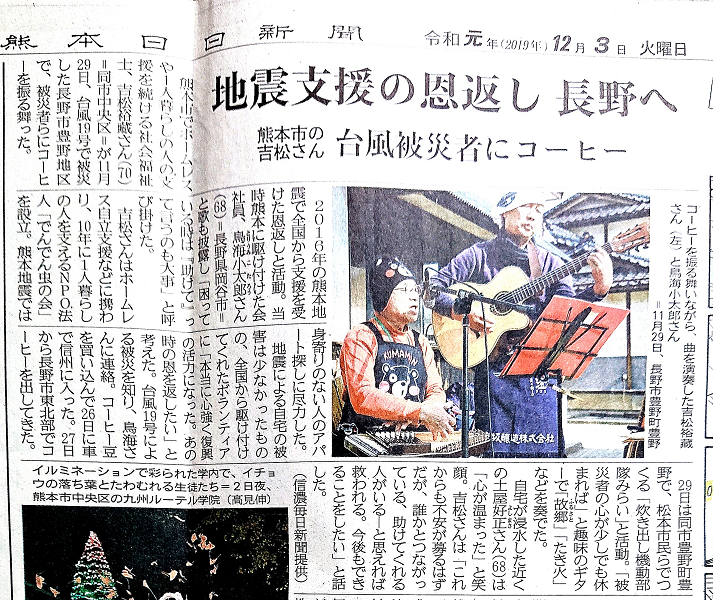 熊本日日新聞
令和元年(2019年)12月3日 火曜日
地震支援の恩返し 長野へ
熊本市の
吉松さん
台風被災者にコーヒー
熊本市でホームレス
や一人暮らしの人の支
援を続ける社会福祉
士、吉松裕蔵さん(70)
=同市中央区=が11月
29日、台風19号で被災
した長野市豊野地区
で、被災者らにコーヒ
ーを振る舞った。
2016年の熊本地
震で全国から支援を受
けた恩返しと活動。当
時熊本に駆け付けた会
社員、鳥海小太郎さん
(68)=長野県岡谷市=
と歌も披露し「困って
いる時は『助けて』っ
て言うのも大事」と呼
び掛けた。
吉松さんはホームレ
ス自立支援などに携わ
り、10年に1人暮らし
の人を支えるNPO法
人「でんでん虫の会」
を設立。熊本地震では
身寄りのない人のアパ
ート探しに尽力した。
地震による自宅の被
害は少なかったもの
の、全国から駆け付け
てくれたボランティア
に「本当に心強く復興
の活力になった。あの
時の恩を返したい」と
考えた。台風19号によ
る被災を知り、鳥海さ
んに連絡。コーヒー豆
を買い込んで26日に車
で信州に入った。27日
から長野市東北部でコ
ーヒーを出してきた。
29日は同市豊野町豊
野で、松本市民らでつ
くる「炊き出し機動部
隊みらい」と活動。「被
災者の心が少しでも休
まれば」と趣味のギタ
ーで「故郷」「たき火」
などを奏でた。
自宅が浸水した近く
の土屋好正さん(68)は
「心が温まった」と笑
顔。吉松さんは「これ
からも不安が募るはず
だが、誰かとつながっ
ている、助けてくれる
人がいると思えれば
救われる。今後もでき
ることをしたい」と話
した。
(信濃毎日新聞提供)
コーヒーを振る舞いながら、曲を演奏した吉松裕蔵
さん(左)と鳥海小太郎さん
=11月29日、長野市豊野町豊野
KUMAMON
醸造株式会社
イルミネーションで彩られた学内で、イチョ
ウの落ち葉とたわむれる生徒たち=2日夜、
熊本市中央区の九州ルーテル学院(高見伸)